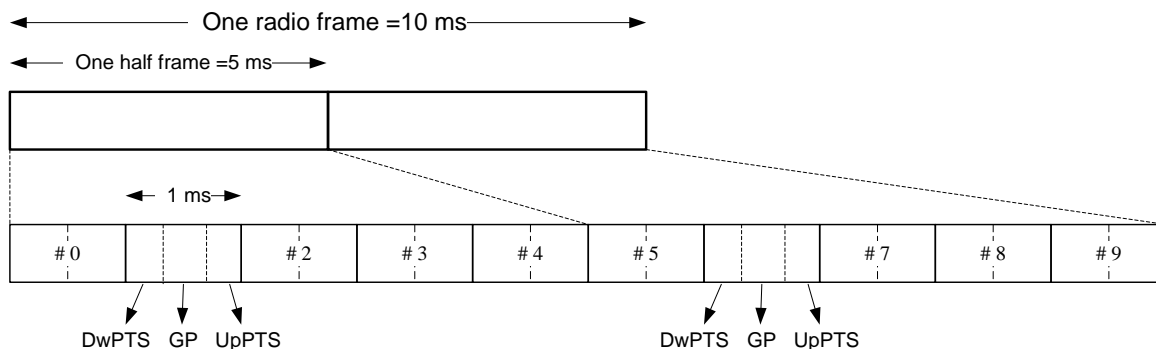 One radio frame =10 ms
One half frame =5 ms
1 ms
# 0 # 2 # 3 # 4 # 5 # 7 # 8 # 9
DwPTS GP UpPTS DwPTS GP UpPTS